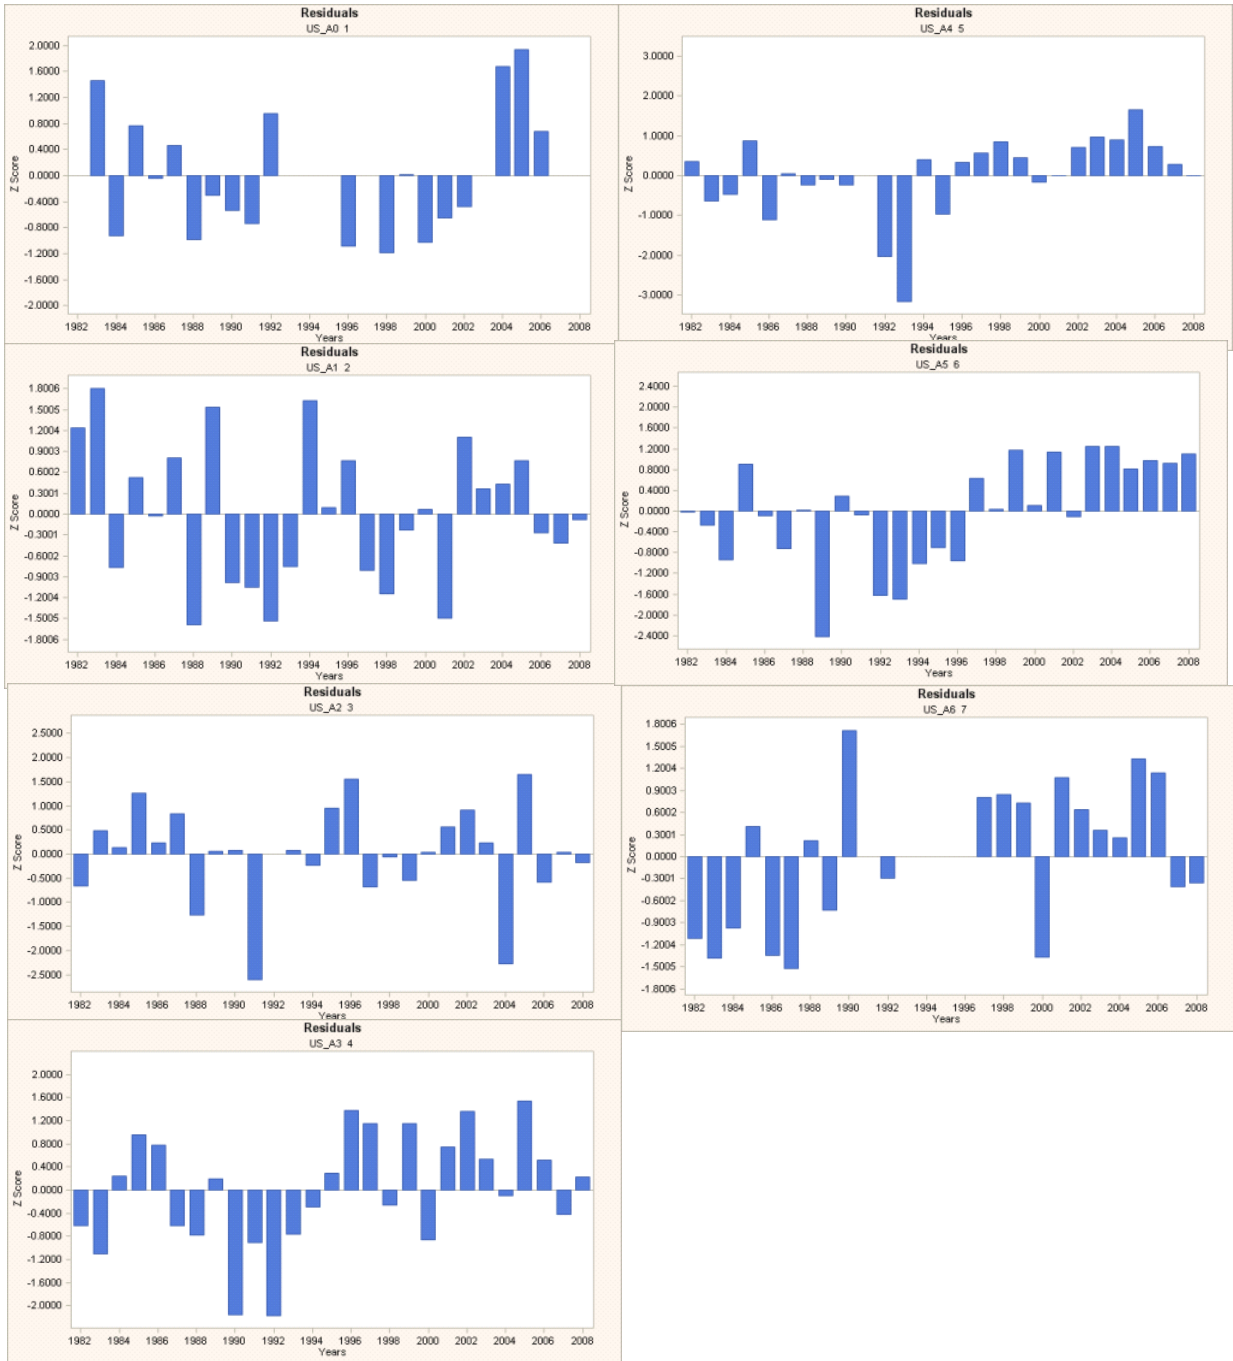 Residuals
US_A0 1
Z Score
2.0000
1.6000
1.2000
0.8000
0.4000
0.0000
-0.4000
-0.8000
-1.2000
-1.6000
-2.0000
1982 1984 1986 1988 1990 1992 1994 1996 1998 2000 2002 2004 2006 2008
Years
Residuals
US_A4 5
Z Score
3.0000
2.0000
1.0000
0.0000
-1.0000
-2.0000
-3.0000
1982 1984 1986 1988 1990 1992 1994 1996 1998 2000 2002 2004 2006 2008
Years
Residuals
US_A1 2
Z Score
1.8006
1.5005
1.2004
0.9003
0.6002
0.3001
0.0000
-0.3001
-0.6002
-0.9003
-1.2004
-1.5005
-1.8006
1982 1984 1986 1988 1990 1992 1994 1996 1998 2000 2002 2004 2006 2008
Years
Residuals
US_A5 6
Z Score
2.4000
2.0000
1.6000
1.2000
0.8000
0.4000
0.0000
-0.4000
-0.8000
-1.2000
-1.6000
-2.0000
-2.4000
1982 1984 1986 1988 1990 1992 1994 1996 1998 2000 2002 2004 2006 2008
Years
Residuals
US_A2 3
Z Score
2.5000
2.0000
1.5000
1.0000
0.5000
0.0000
-0.5000
-1.0000
-1.5000
-2.0000
-2.5000
1982 1984 1986 1988 1990 1992 1994 1996 1998 2000 2002 2004 2006 2008
Years
Residuals
US_A6 7
Z Score
1.8006
1.5005
1.2004
0.9003
0.6002
0.3001
0.0000
-0.3001
-0.6002
-0.9003
-1.2004
-1.5005
-1.8006
1982 1984 1986 1988 1990 1992 1994 1996 1998 2000 2002 2004 2006 2008
Years
Residuals
US_A3 4
Z Score
2.0000
1.6000
1.2000
0.8000
0.4000
0.0000
-0.4000
-0.8000
-1.2000
-1.6000
-2.0000
1982 1984 1986 1988 1990 1992 1994 1996 1998 2000 2002 2004 2006 2008
Years